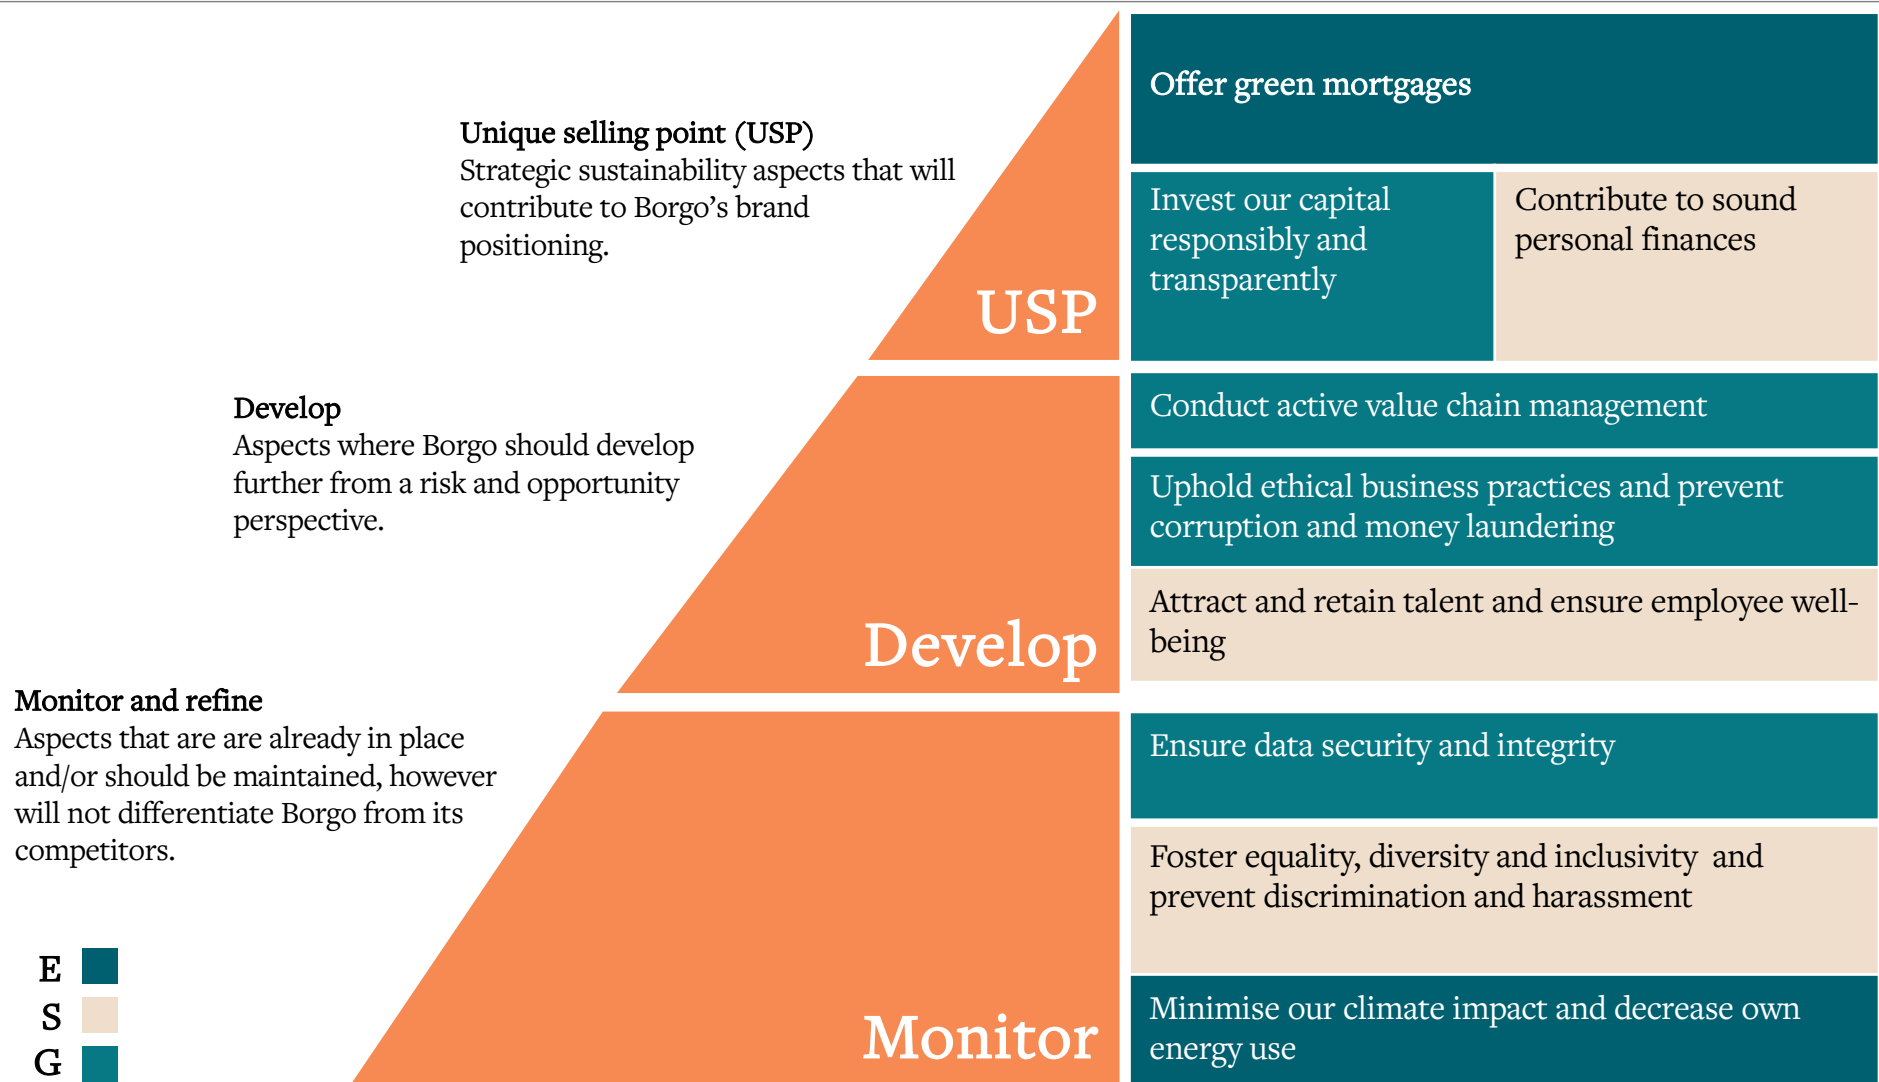 Offer green mortgages
Unique selling point (USP)
Strategic sustainability aspects that will
contribute to Borgo’s brand
positioning.
USP
Invest our capital
responsibly and
transparently
Contribute to sound
personal finances
Develop
Aspects where Borgo should develop
further from a risk and opportunity
perspective.
Develop
Conduct active value chain management
Uphold ethical business practices and prevent
corruption and money laundering
Attract and retain talent and ensure employee well-
being
Monitor and refine
Aspects that are are already in place
and/or should be maintained, however
will not differentiate Borgo from its
competitors.
Monitor
Ensure data security and integrity
Foster equality, diversity and inclusivity  and
prevent discrimination and harassment
Minimise our climate impact and decrease own
energy use
E
S
G